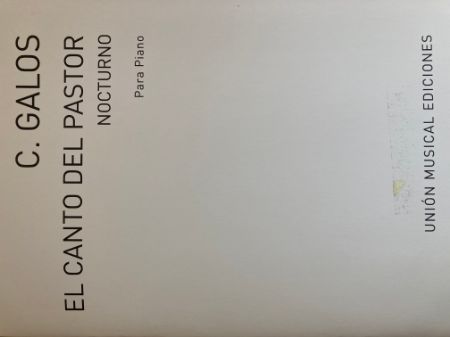 C. GALOS
EL CANTO DEL PASTOR
NOCTURNO
Para Piano
UNIÓN MUSICAL EDICIONES